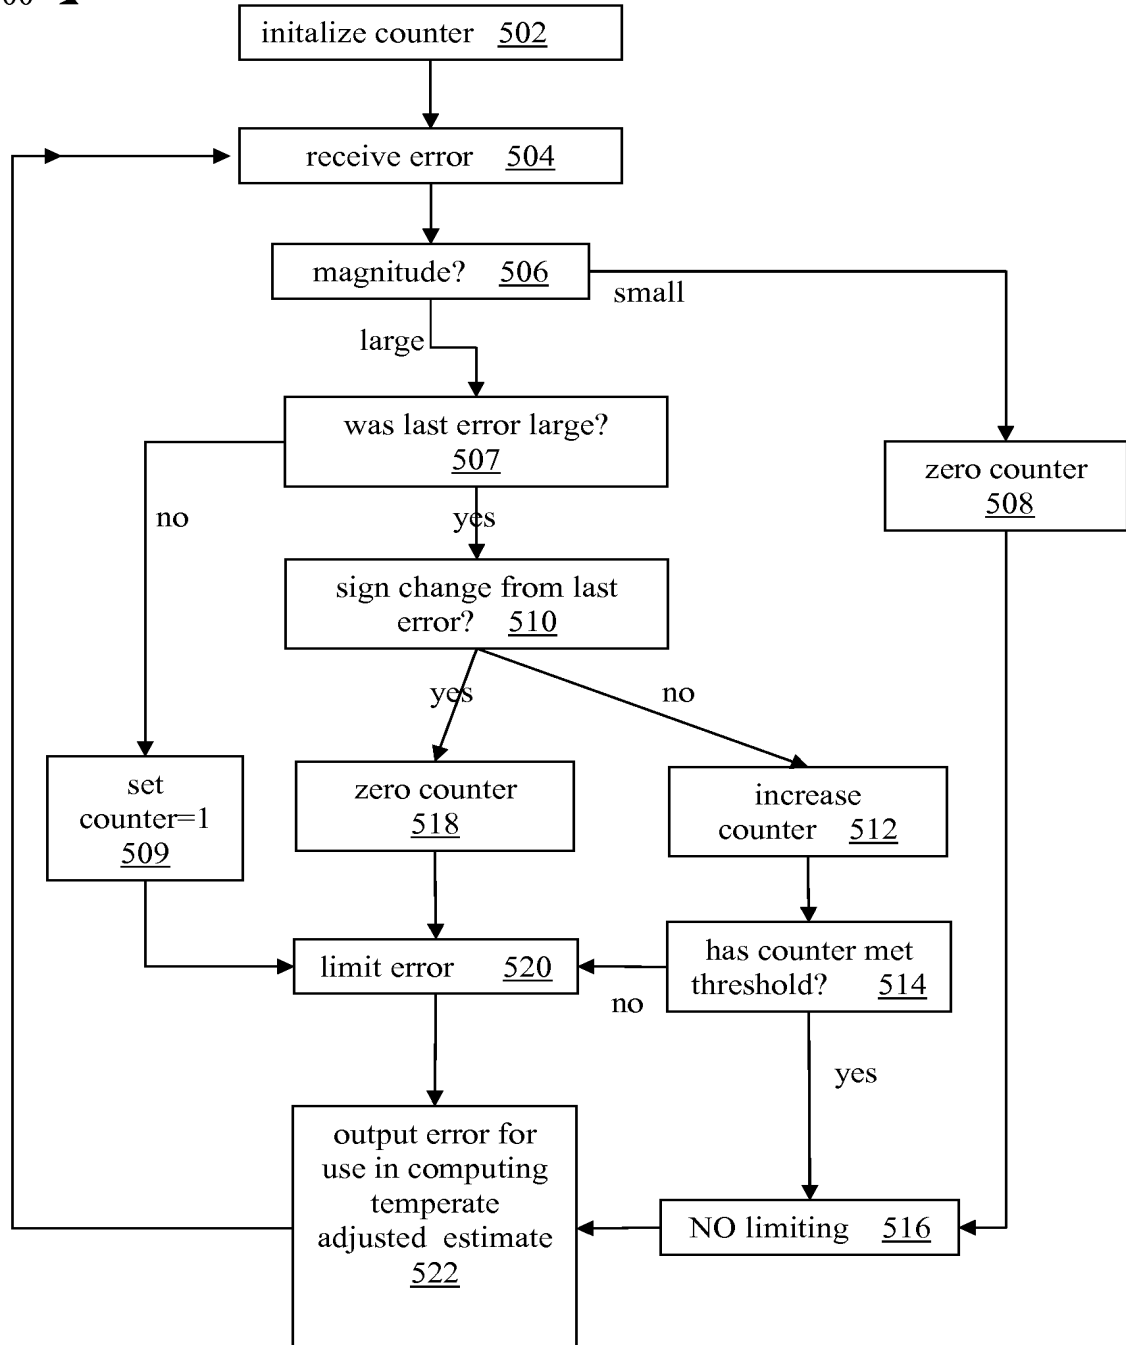 initalize counter 502
receive error 504
magnitude? 506
small
large
was last error large?
507
zero counter
508
no
yes
sign change from last
error? 510
yes
no
set
counter=1
509
zero counter
518
increase
counter 512
limit error 520
has counter met
threshold? 514
no
yes
output error for
use in computing
temperate
adjusted estimate
522
NO limiting 516